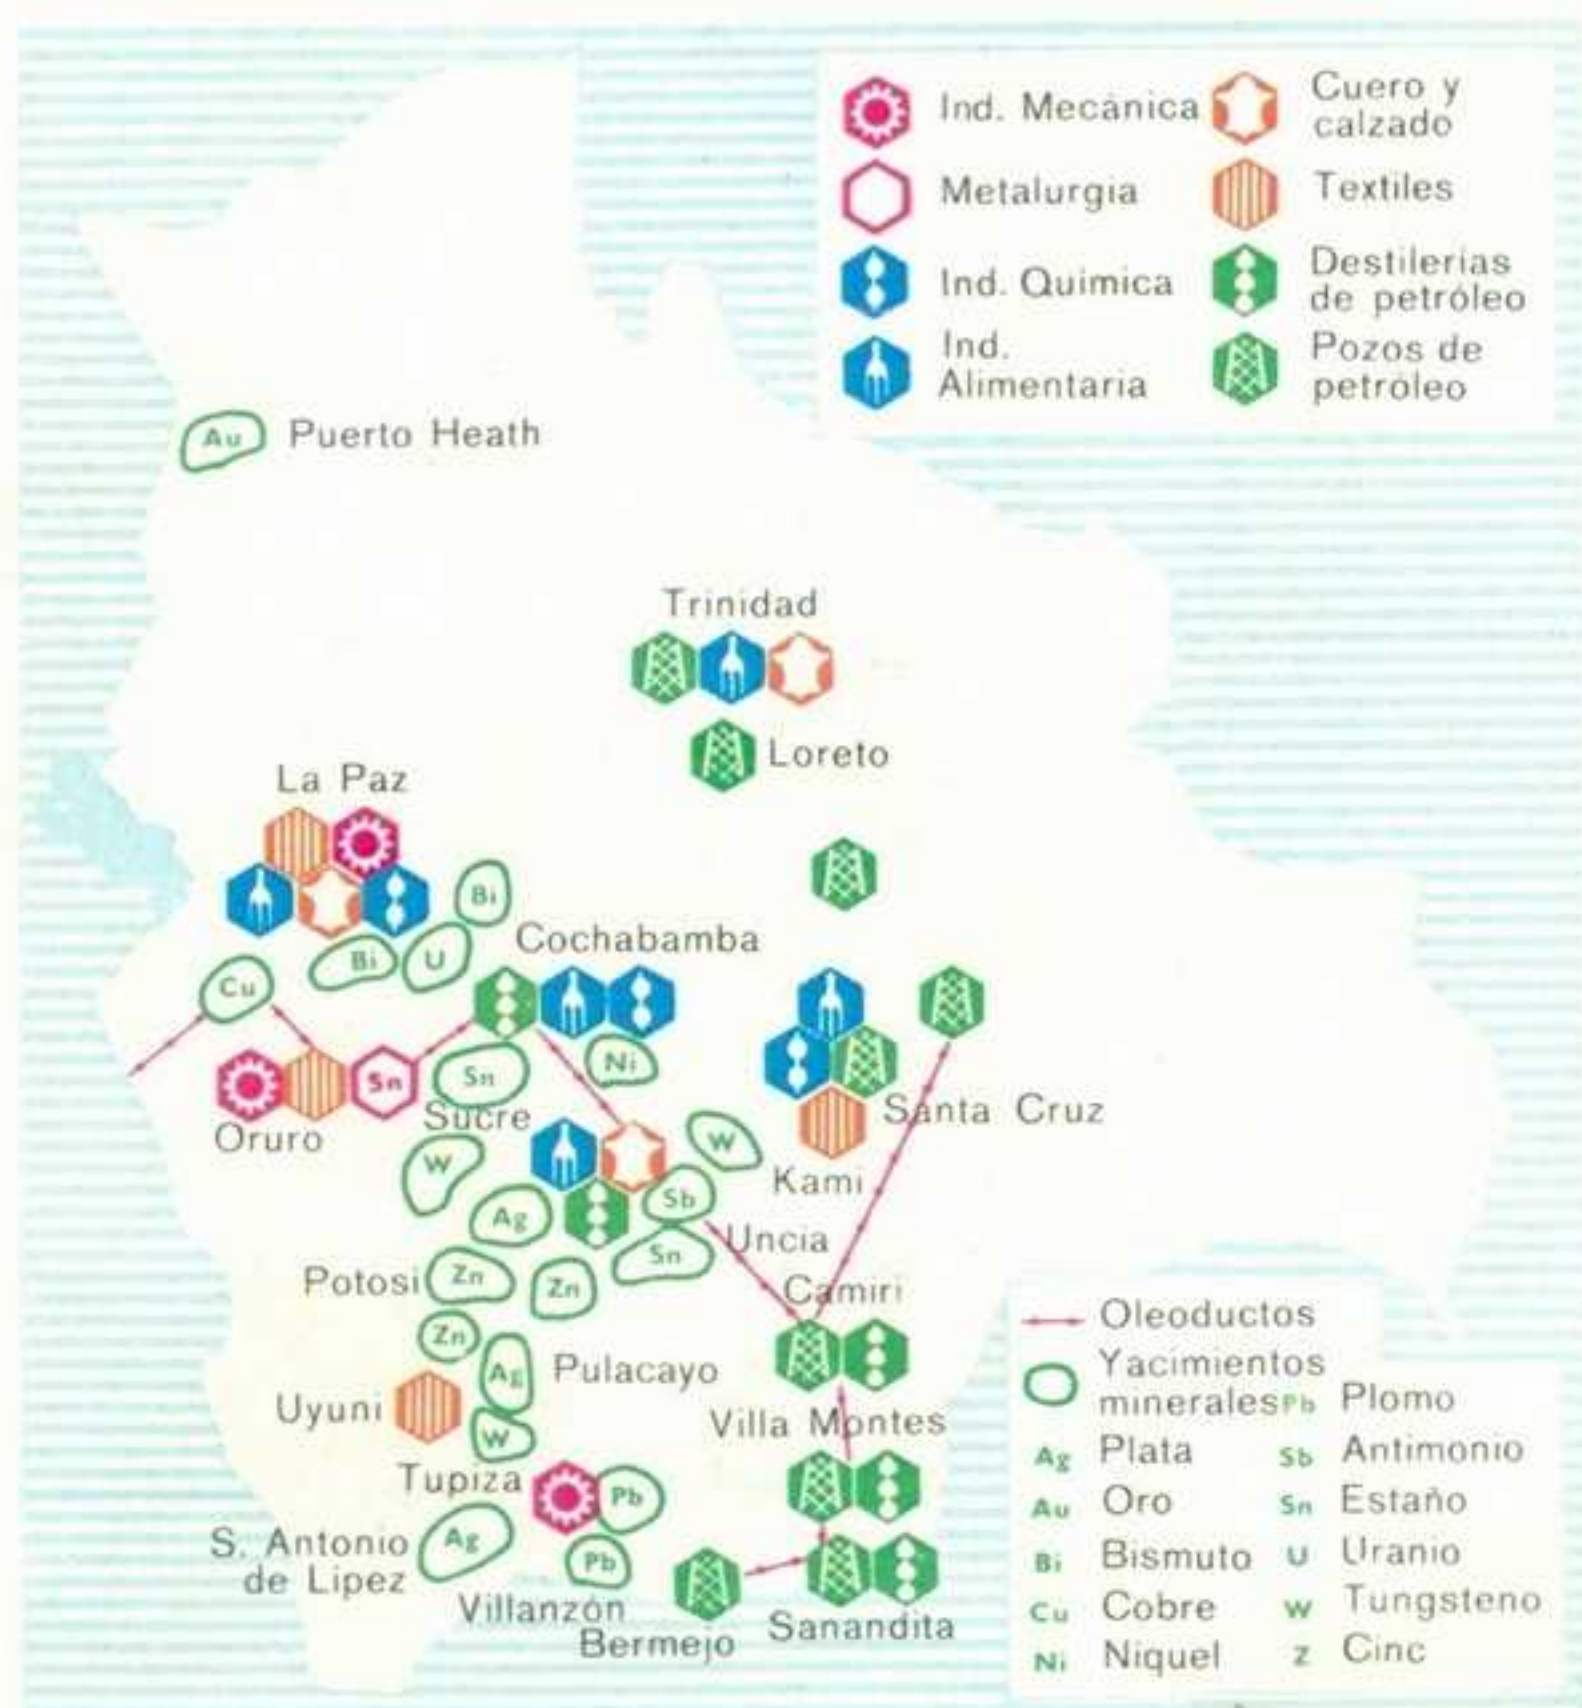 Ind. Mecánica
Cuero y
calzado
Metalurgia
Textiles
Ind. Quimica
Destilerias
de petróleo
Ind.
Alimentaria
Pozos de
petróleo
Au Puerto Heath
Trinidad
Loreto
La Paz
Bi
Bi U
Cochabamba
Cu
Sn Sn Ni
Oruro
Sucre
Santa Cruz
W
W
Kami
Sb
Ag
Uncia
Sn
Potosi Zn Zn
Camiri
Zn
Ag Pulacayo
Uyuni
W
Villa Montes
Tupiza
Pb
S. Antonio
de Lipez
Ag
Pb
Villanzón
Bermejo
Sanandita
Oleoductos
Yacimientos
minerales
Pb Plomo
Ag Plata
Sb Antimonio
Au Oro
Sn Estaño
Bi Bismuto
U Uranio
Cu Cobre
W Tungsteno
Ni Niquel
Z Cinc